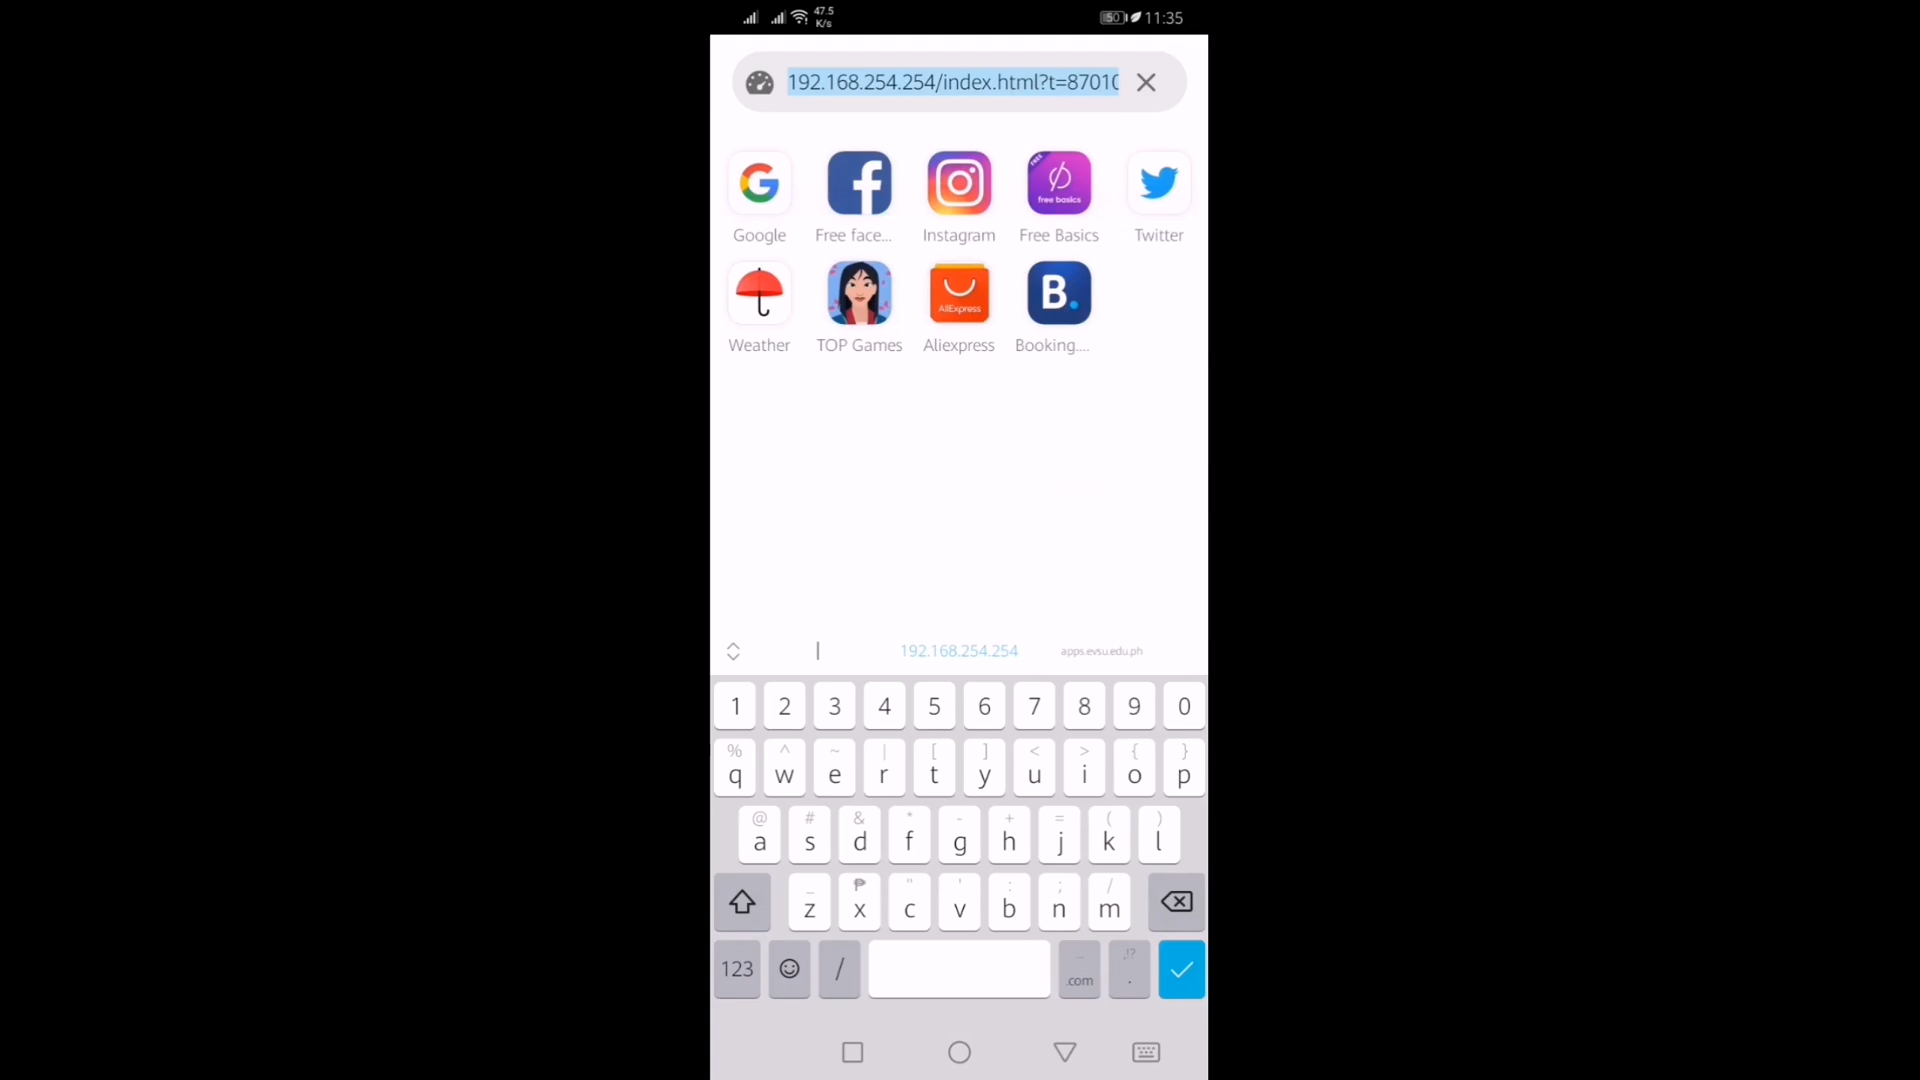 47.5
K/s
50 11:35
192.168.254.254/index.html?t=87010
FREE
free basics
Google Free face... Instagram Free Basics Twitter
AliExpress
B.
Weather TOP Games Aliexpress Booking....
192.168.254.254 apps.evsu.edu.ph
1 2 3 4 5 6 7 8 9 0
% ^ ~ | [ ] < > { }
q w e r t y u i o p
@ # & * - + = ( )
a s d f g h j k l
_ ₱ " ' : ; /
z x c v b n m
,!?
123 / .com .